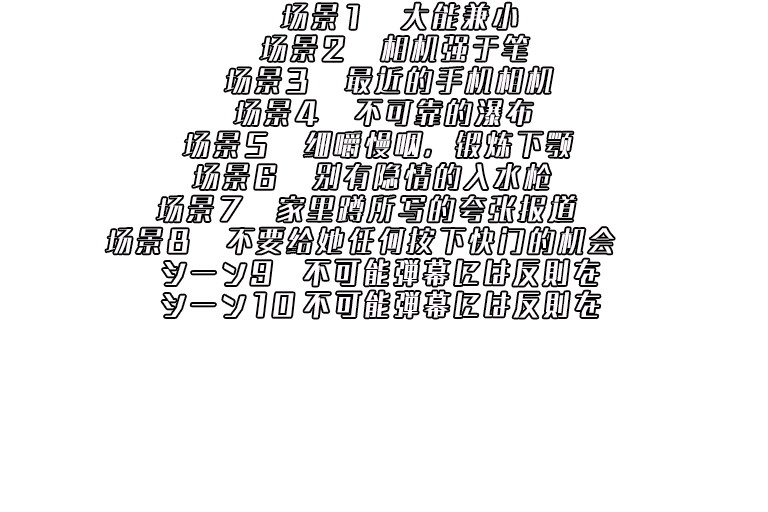 场景1　大能兼小
场景2　相机强于笔
场景3　最近的手机相机
场景4　不可靠的瀑布
场景5　细嚼慢咽，锻炼下颚
场景6　别有隐情的入水枪
场景7　家里蹲所写的夸张报道
场景8　不要给她任何按下快门的机会
シーン9　不可能弾幕には反則を
シーン10 不可能弾幕には反則を